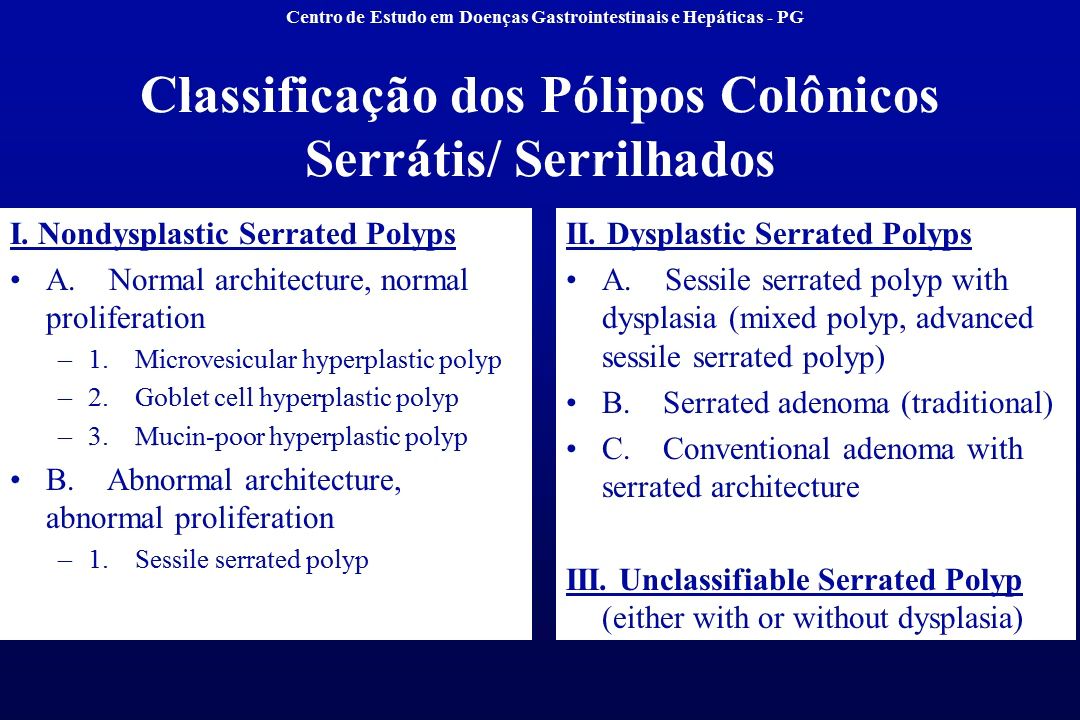 Centro de Estudo em Doenças Gastrointestinais e Hepáticas - PG
Classificação dos Pólipos Colônicos
Serrátis/ Serrilhados
I. Nondysplastic Serrated Polyps
• A. Normal architecture, normal
proliferation
– 1. Microvesicular hyperplastic polyp
– 2. Goblet cell hyperplastic polyp
– 3. Mucin-poor hyperplastic polyp
• B. Abnormal architecture,
abnormal proliferation
– 1. Sessile serrated polyp
II. Dysplastic Serrated Polyps
• A. Sessile serrated polyp with
dysplasia (mixed polyp, advanced
sessile serrated polyp)
• B. Serrated adenoma (traditional)
• C. Conventional adenoma with
serrated architecture
III. Unclassifiable Serrated Polyp
(either with or without dysplasia)